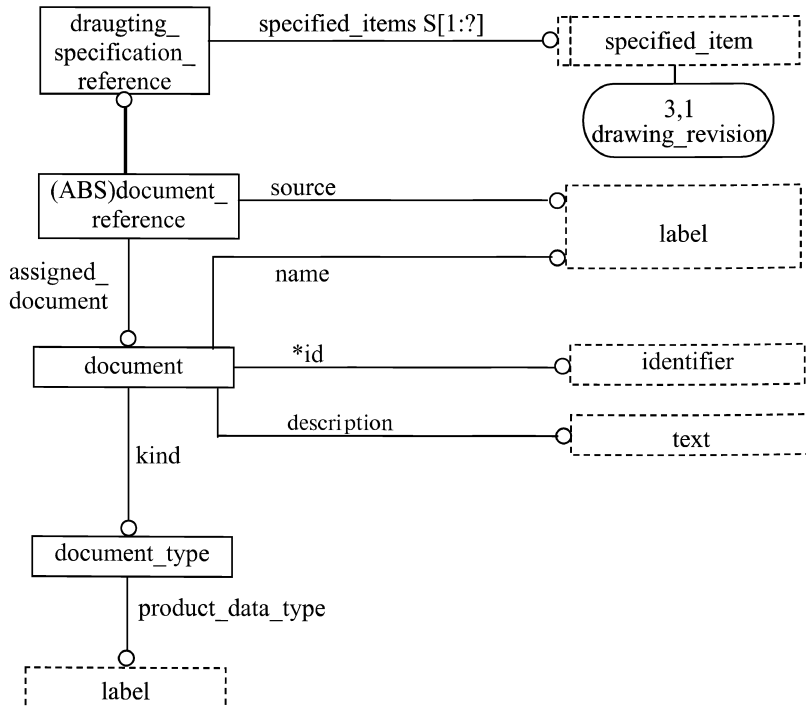 draugting_
specification_
reference
specified_items S[1:?]
specified_item
3,1
drawing_revision
(ABS)document_
reference
source
label
assigned_
document
name
document
*id
identifier
description
text
kind
document_type
product_data_type
label